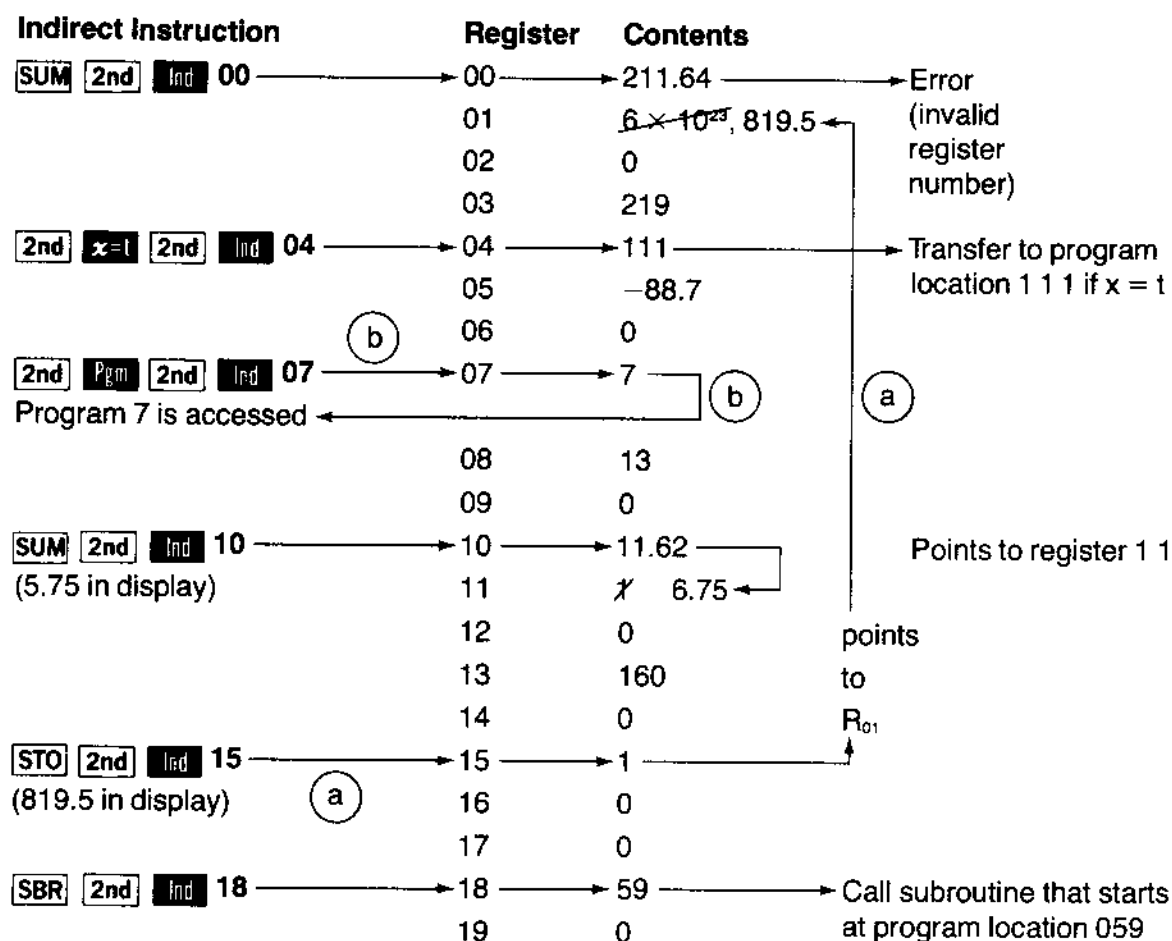 Indirect Instruction Register Contents
SUM 2nd Ind 00 00 211.64 Error
01 6 × 10²³, 819.5 (invalid
02 0 register
03 219 number)
2nd x=t 2nd Ind 04 04 111 Transfer to program
05 −88.7 location 1 1 1 if x = t
b 06 0
2nd Pgm 2nd Ind 07 07 7
Program 7 is accessed b a
08 13
09 0
SUM 2nd Ind 10 10 11.62 Points to register 1 1
(5.75 in display) 11 1 6.75
12 0 points
13 160 to
14 0 R₀₁
STO 2nd Ind 15 15 1
(819.5 in display) a 16 0
17 0
SBR 2nd Ind 18 18 59 Call subroutine that starts
19 0 at program location 059